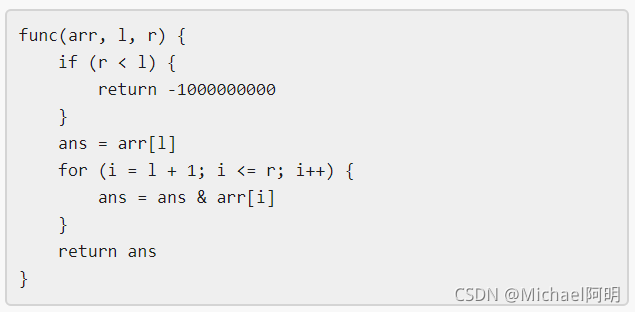 func(arr, l, r) {
    if (r < l) {
        return -1000000000
    }
    ans = arr[l]
    for (i = l + 1; i <= r; i++) {
        ans = ans & arr[i]
    }
    return ans
}
CSDN @Michael阿明